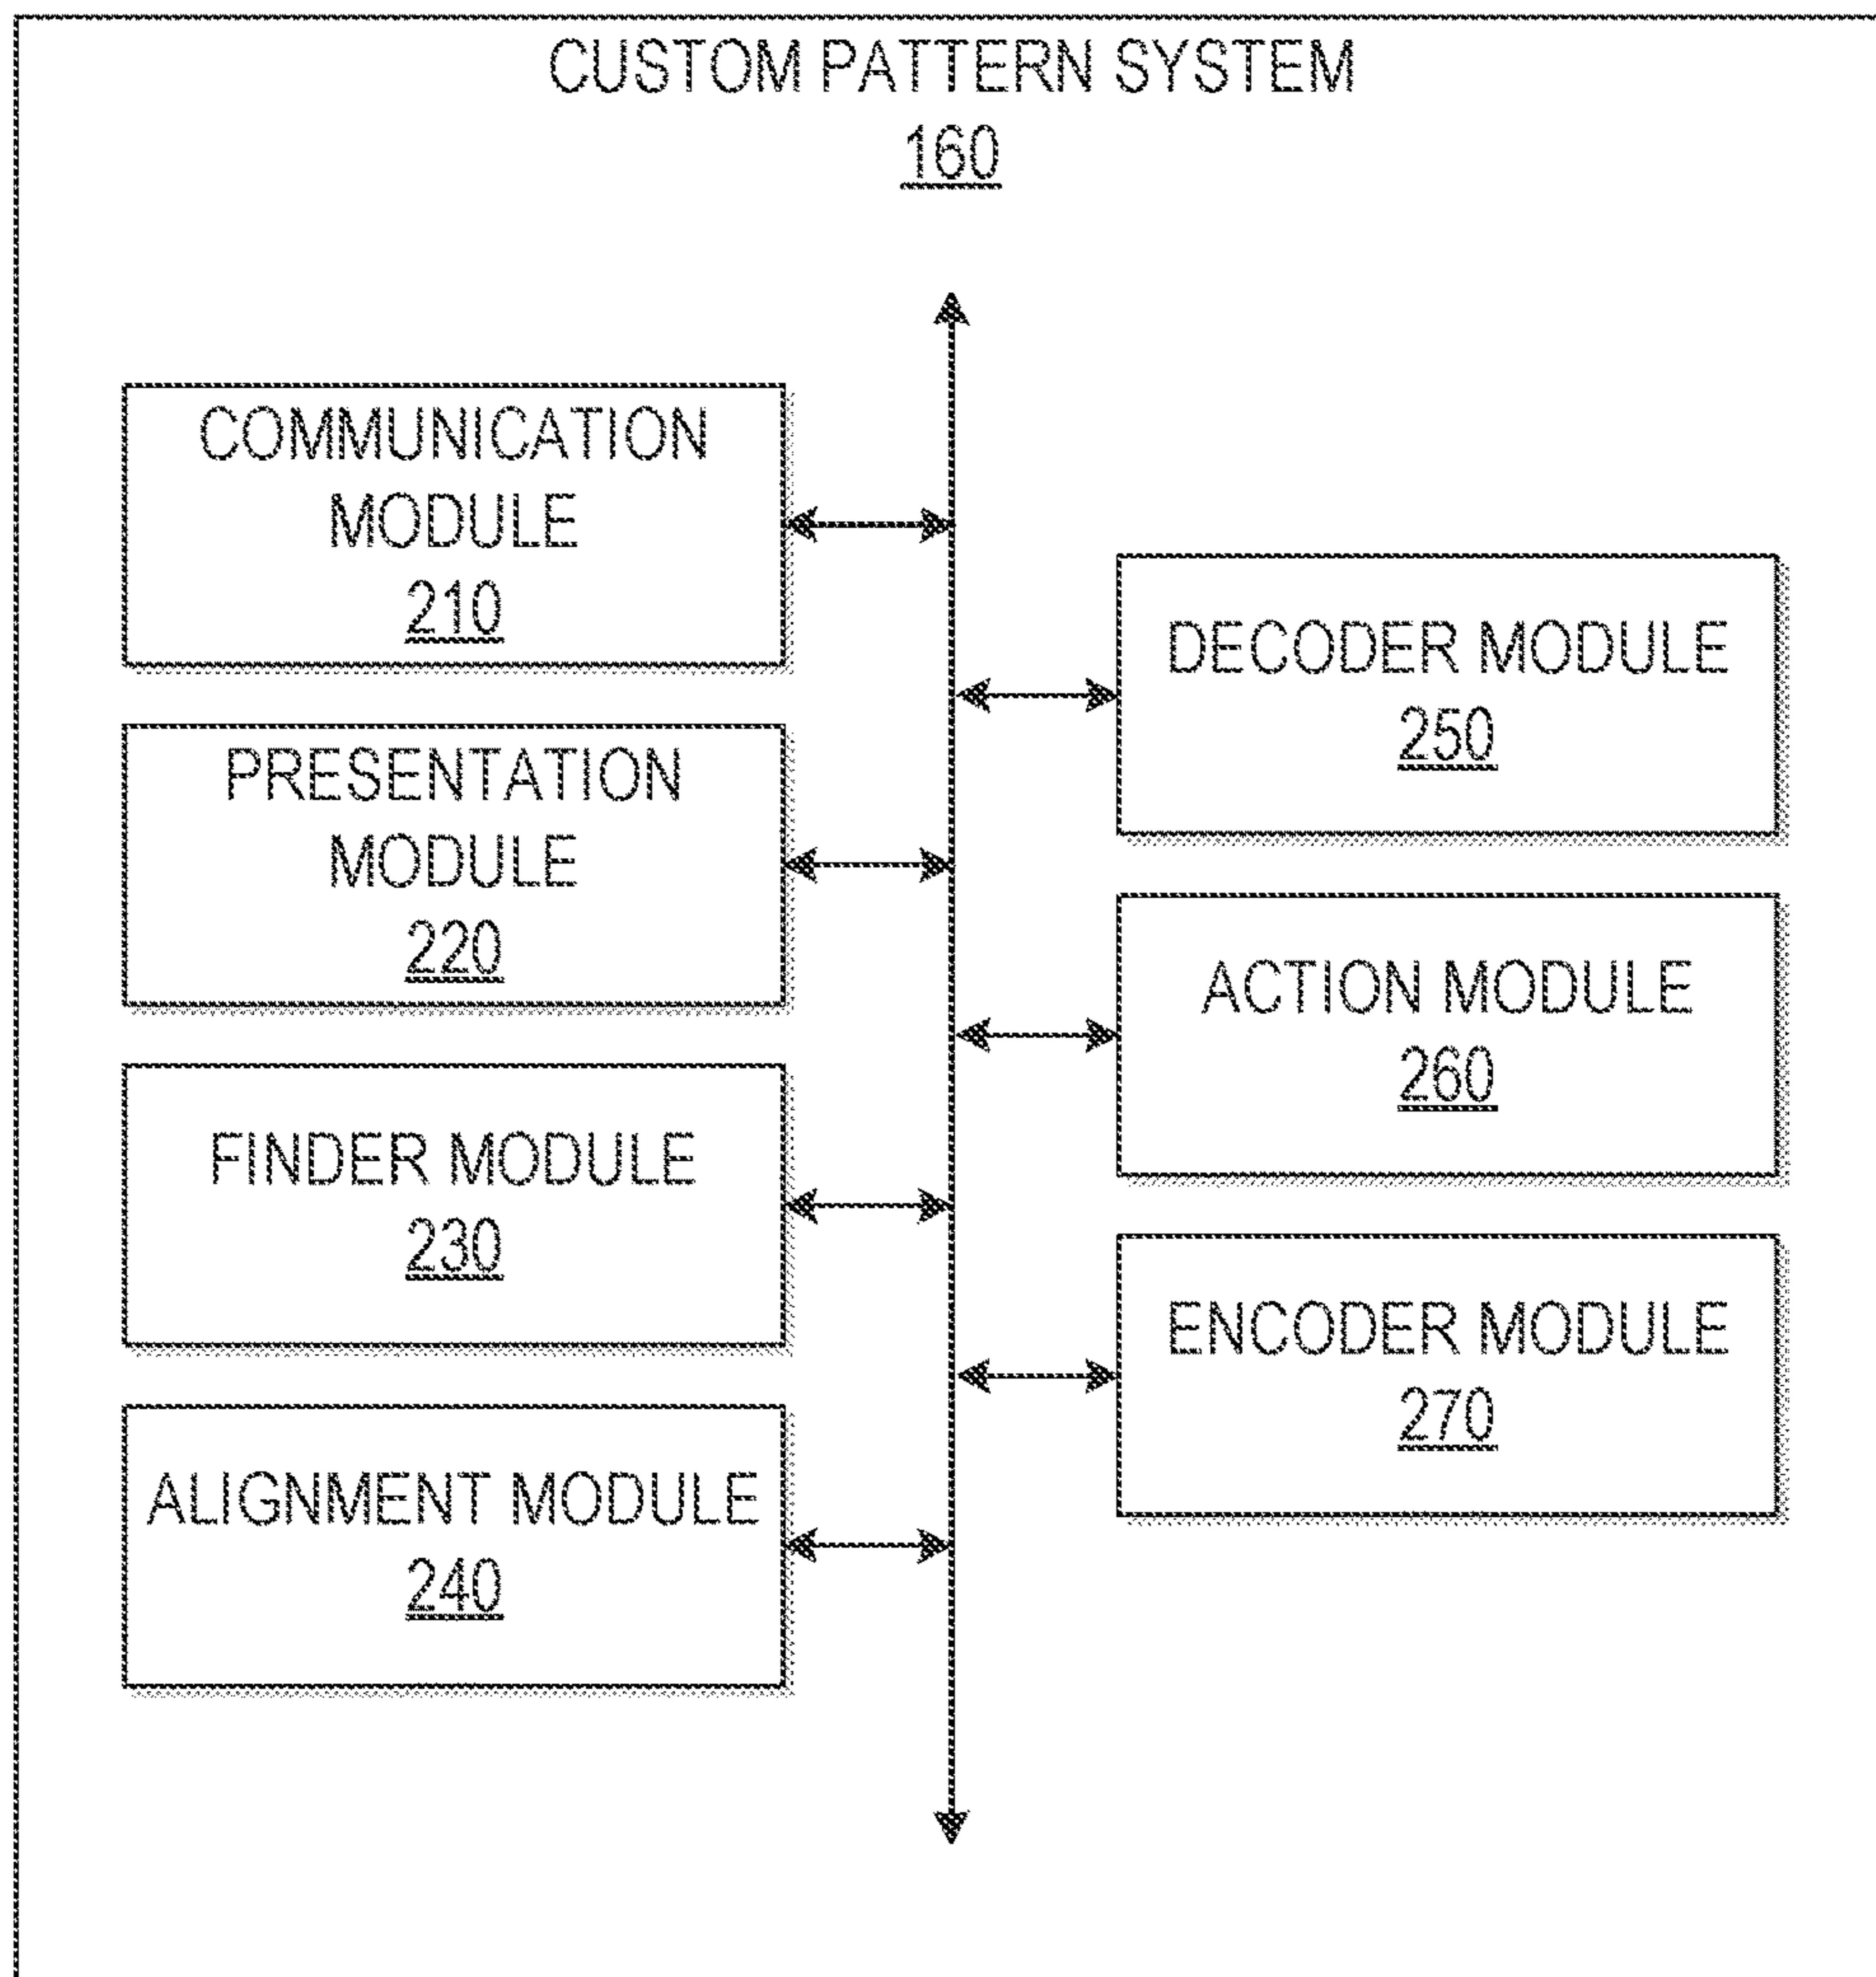 CUSTOM PATTERN SYSTEM
160
COMMUNICATION
MODULE
210
PRESENTATION
MODULE
220
FINDER MODULE
230
ALIGNMENT MODULE
240
DECODER MODULE
250
ACTION MODULE
260
ENCODER MODULE
270